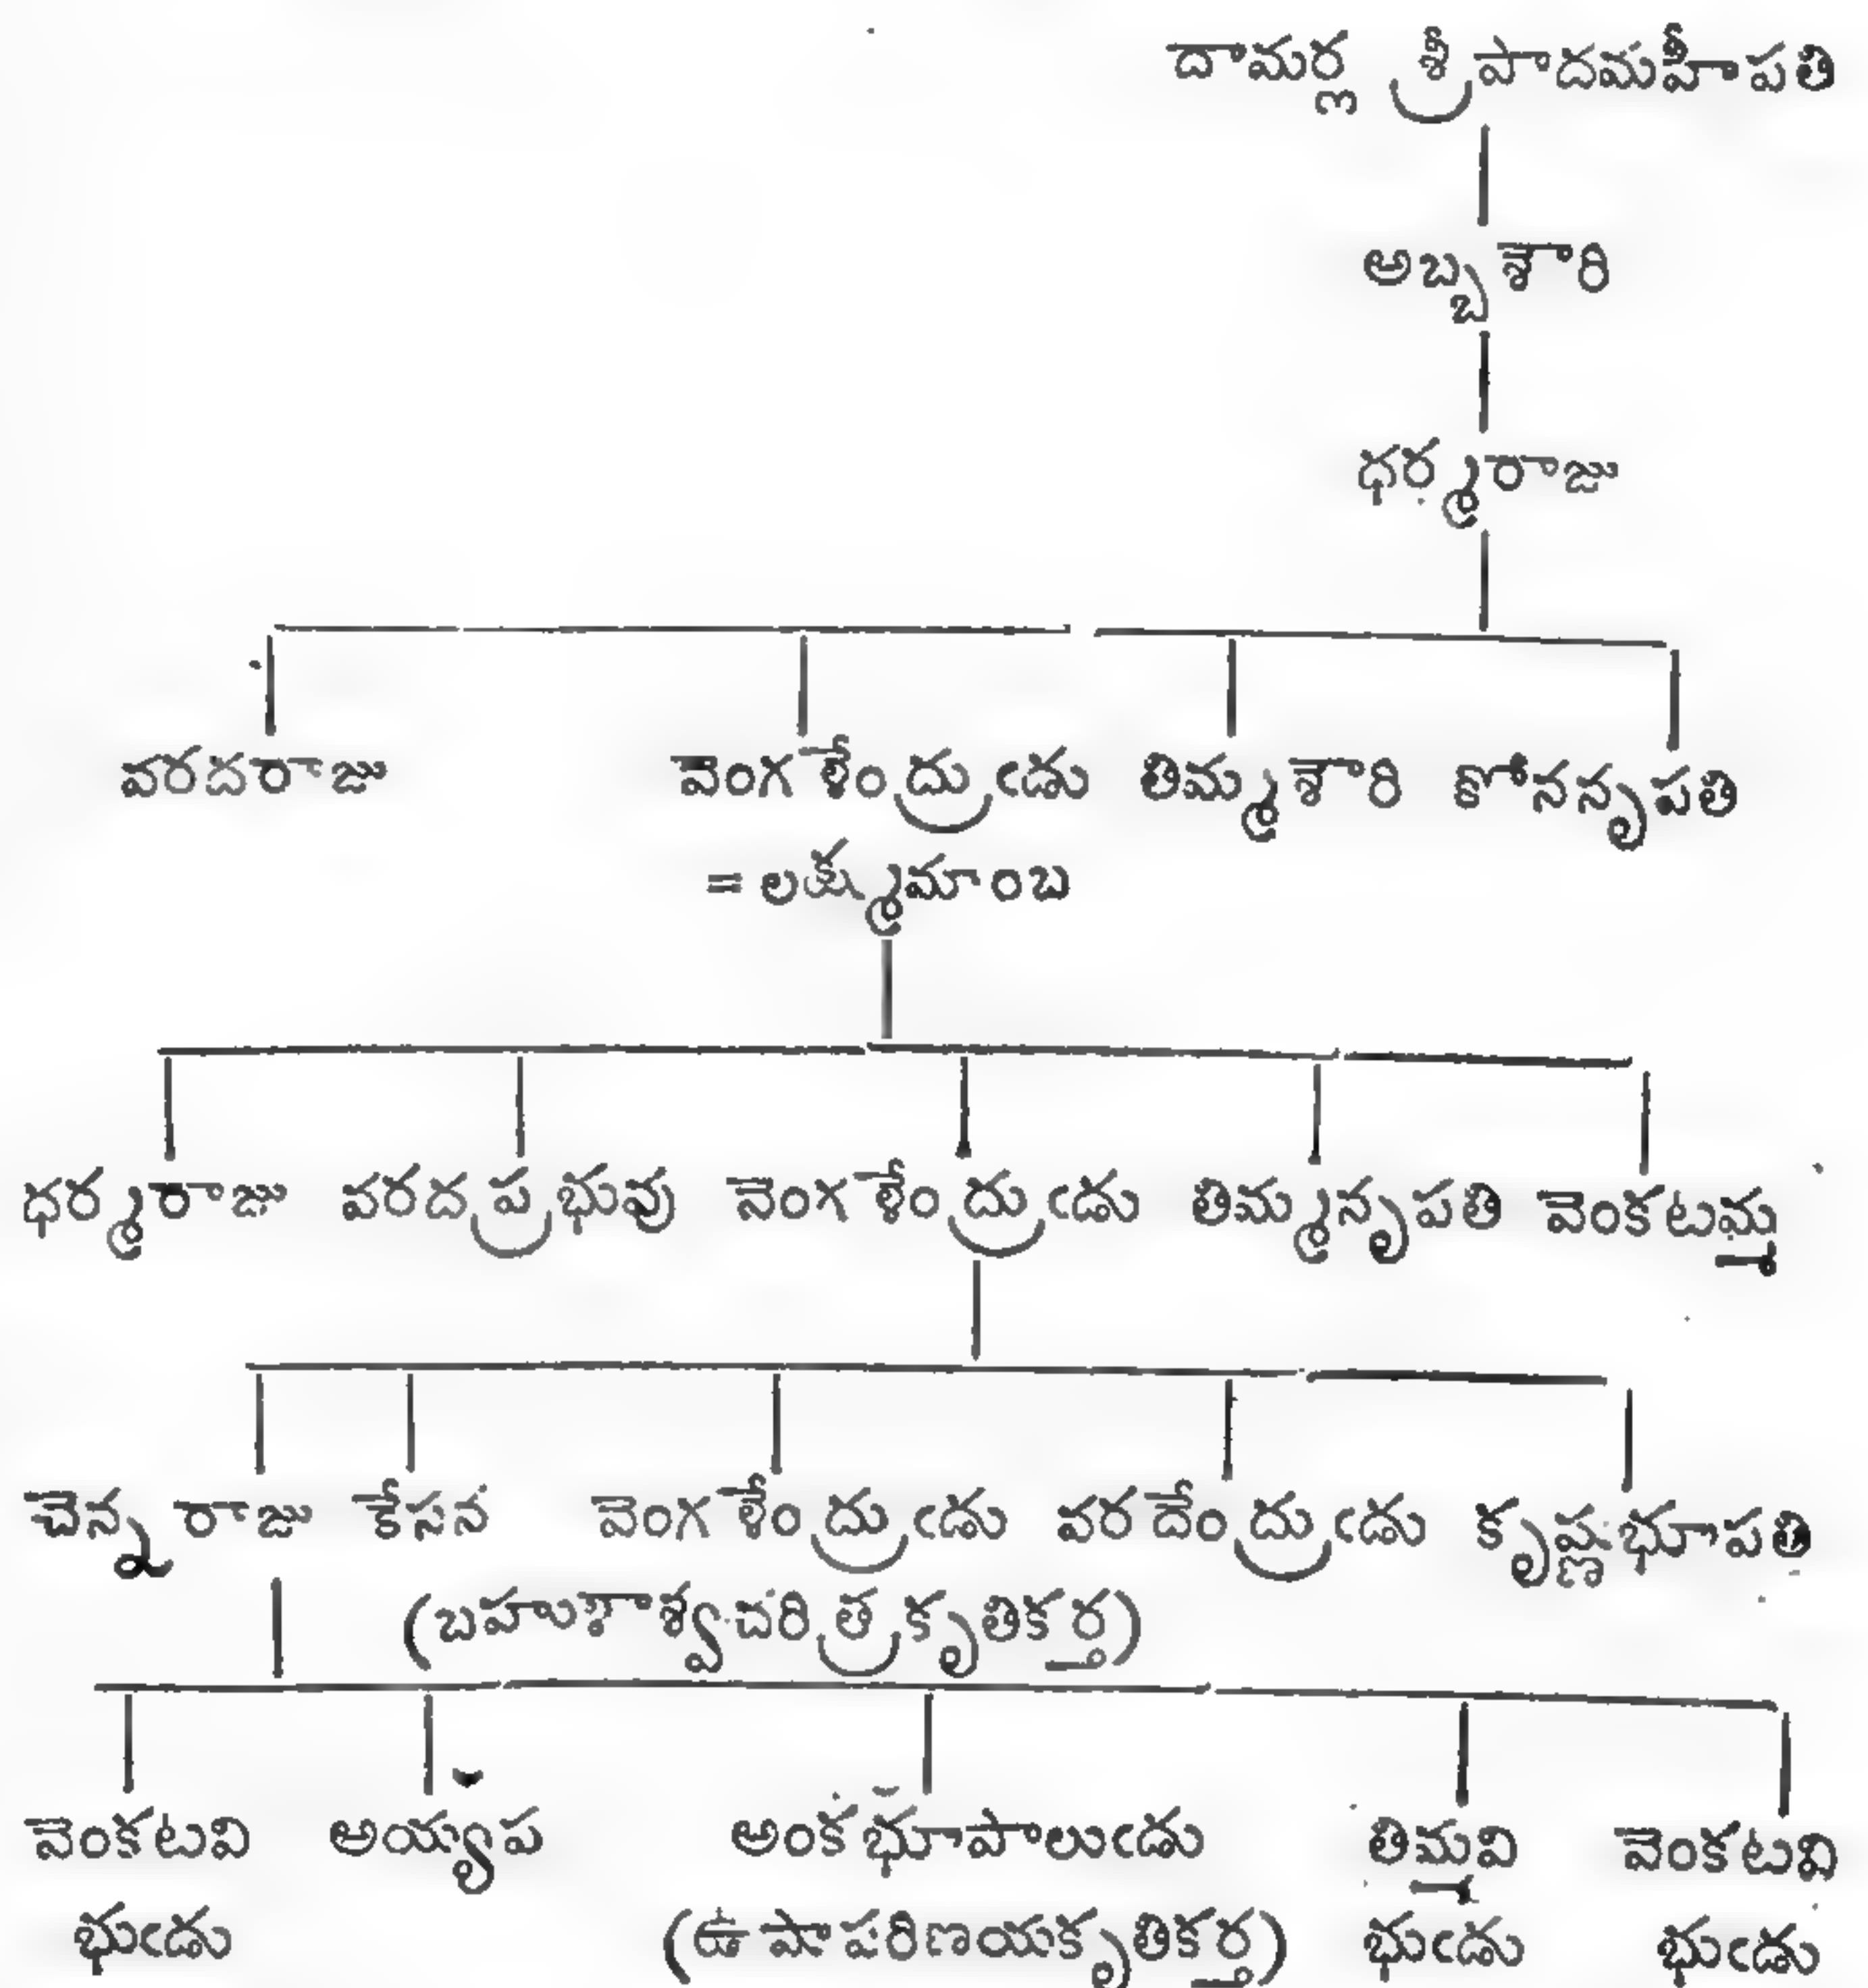 దామర్ల శ్రీపాదమహీపతి
అబ్బశౌరి
ధర్మరాజు
వరదరాజు వెంగళేంద్రుఁడు తిమ్మశౌరి కోననృపతి
= లక్ష్మమాంబ
ధర్మరాజు వరదప్రభువు వెంగళేంద్రుఁడు తిమ్మనృపతి వెంకటమ్మ
చెన్నరాజు కేసన వెంగళేంద్రుఁడు వరదేంద్రుఁడు కృష్ణభూపతి
(బహుళాశ్వచరిత్రకృతికర్త)
వెంకటవి అయ్యప అంకభూపాలుఁడు తిమ్మవి వెంకటవి
భుఁడు (ఉషాపరిణయకృతికర్త) భుఁడు భుఁడు